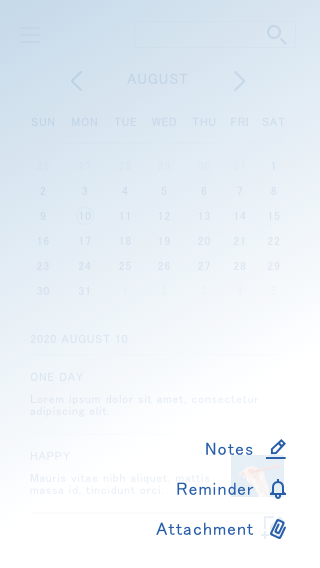 AUGUST
SUN MON TUE WED THU FRI SAT
1
2 3 4 5 6 7 8
9 10 11 12 13 14 15
16 17 18 19 20 21 22
23 24 25 26 27 28 29
30 31
2020 AUGUST 10
ONE DAY
Lorem ipsum dolor sit amet, consectetur
adipiscing elit.
HAPPY
Mauris vitae nibh aliquet, mattis
massa id, tincidunt orci.
Notes
Reminder
Attachment